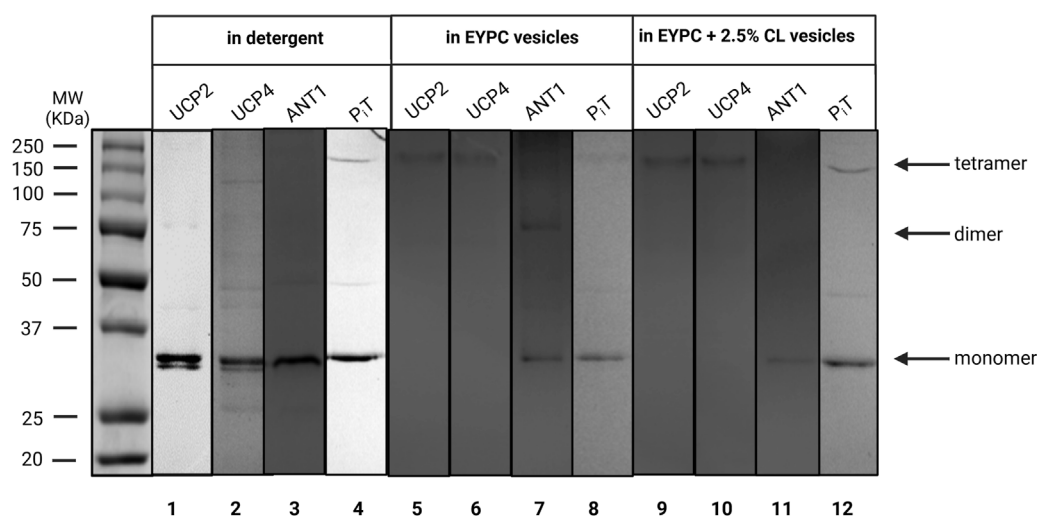 in detergent in EYPC vesicles in EYPC + 2.5% CL vesicles
MW
(KDa)
UCP2 UCP4 ANT1 PiT UCP2 UCP4 ANT1 PiT UCP2 UCP4 ANT1 PiT
250
150
100
75
50
37
25
20
tetramer
dimer
monomer
1 2 3 4 5 6 7 8 9 10 11 12